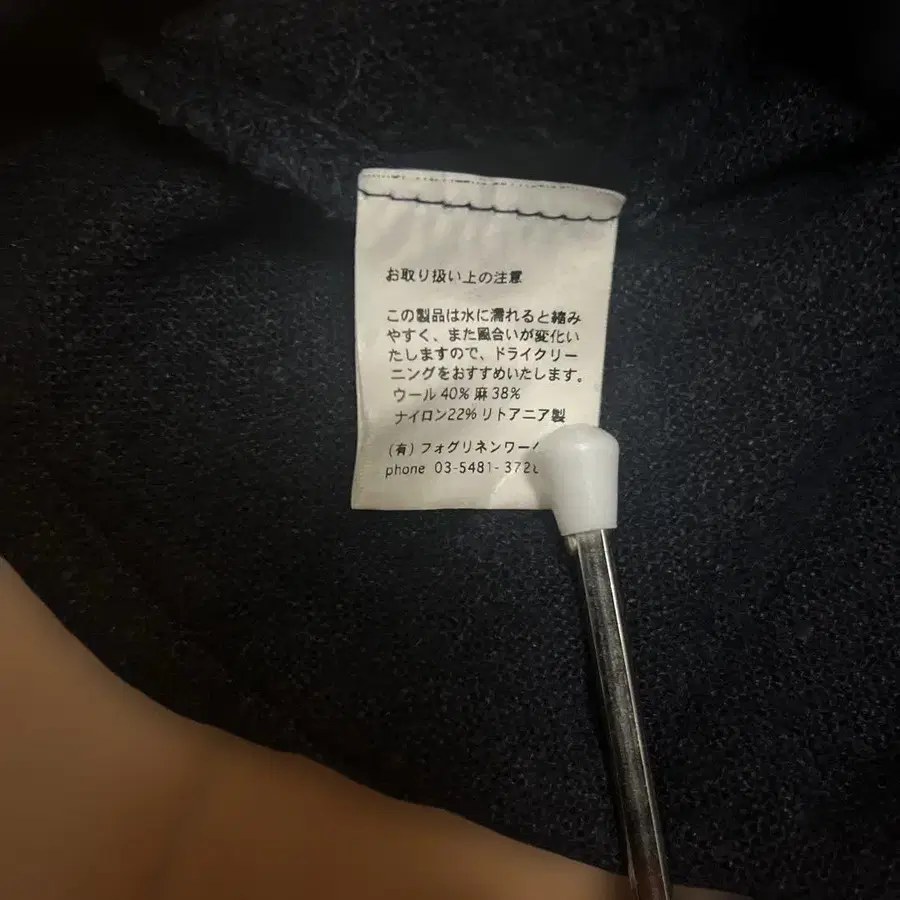 お取り扱い上の注意
この製品は水に濡れると縮み
やすく、また風合いが変化い
たしますので、ドライクリー
ニングをおすすめいたします。
ウール 40% 麻 38%
ナイロン22% リトアニア製
(有) フォグリネンワー
phone 03-5481-372